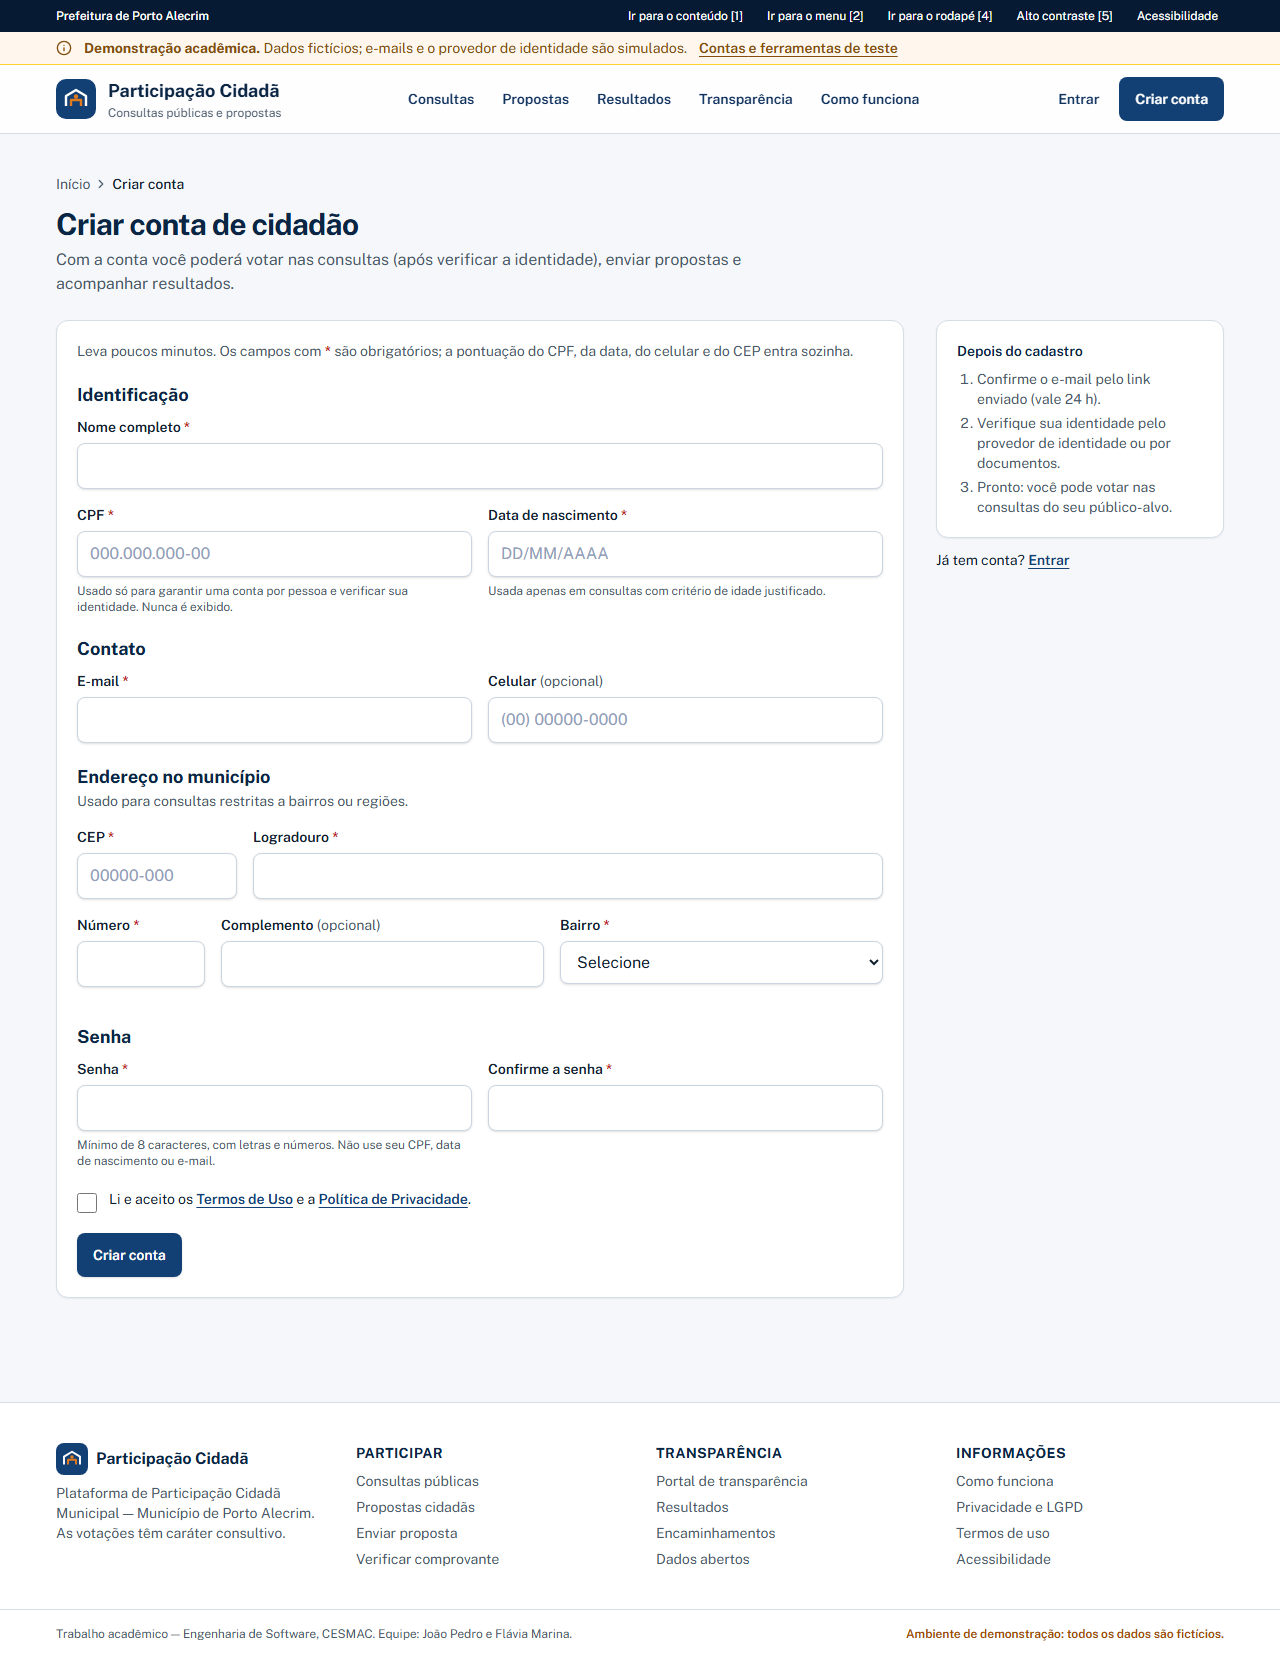 Prefeitura de Porto Alecrim
Ir para o conteúdo [1]
Ir para o menu [2]
Ir para o rodapé [4]
Alto contraste [5]
Acessibilidade
Demonstração acadêmica. Dados fictícios; e-mails e o provedor de identidade são simulados. Contas e ferramentas de teste
Participação Cidadã
Consultas públicas e propostas
Consultas
Propostas
Resultados
Transparência
Como funciona
Entrar
Criar conta
Início > Criar conta
Criar conta de cidadão
Com a conta você poderá votar nas consultas (após verificar a identidade), enviar propostas e
acompanhar resultados.
Leva poucos minutos. Os campos com * são obrigatórios; a pontuação do CPF, da data, do celular e do CEP entra sozinha.
Identificação
Nome completo *
CPF *
Data de nascimento *
000.000.000-00
DD/MM/AAAA
Usado só para garantir uma conta por pessoa e verificar sua
identidade. Nunca é exibido.
Usada apenas em consultas com critério de idade justificado.
Contato
E-mail *
Celular (opcional)
(00) 00000-0000
Endereço no município
Usado para consultas restritas a bairros ou regiões.
CEP *
Logradouro *
00000-000
Número *
Complemento (opcional)
Bairro *
Selecione
Senha
Senha *
Confirme a senha *
Mínimo de 8 caracteres, com letras e números. Não use seu CPF, data
de nascimento ou e-mail.
Li e aceito os Termos de Uso e a Política de Privacidade.
Criar conta
Depois do cadastro
1. Confirme o e-mail pelo link
enviado (vale 24 h).
2. Verifique sua identidade pelo
provedor de identidade ou por
documentos.
3. Pronto: você pode votar nas
consultas do seu público-alvo.
Já tem conta? Entrar
Participação Cidadã
Plataforma de Participação Cidadã
Municipal — Município de Porto Alecrim.
As votações têm caráter consultivo.
PARTICIPAR
Consultas públicas
Propostas cidadãs
Enviar proposta
Verificar comprovante
TRANSPARÊNCIA
Portal de transparência
Resultados
Encaminhamentos
Dados abertos
INFORMAÇÕES
Como funciona
Privacidade e LGPD
Termos de uso
Acessibilidade
Trabalho acadêmico — Engenharia de Software, CESMAC. Equipe: João Pedro e Flávia Marina.
Ambiente de demonstração: todos os dados são fictícios.